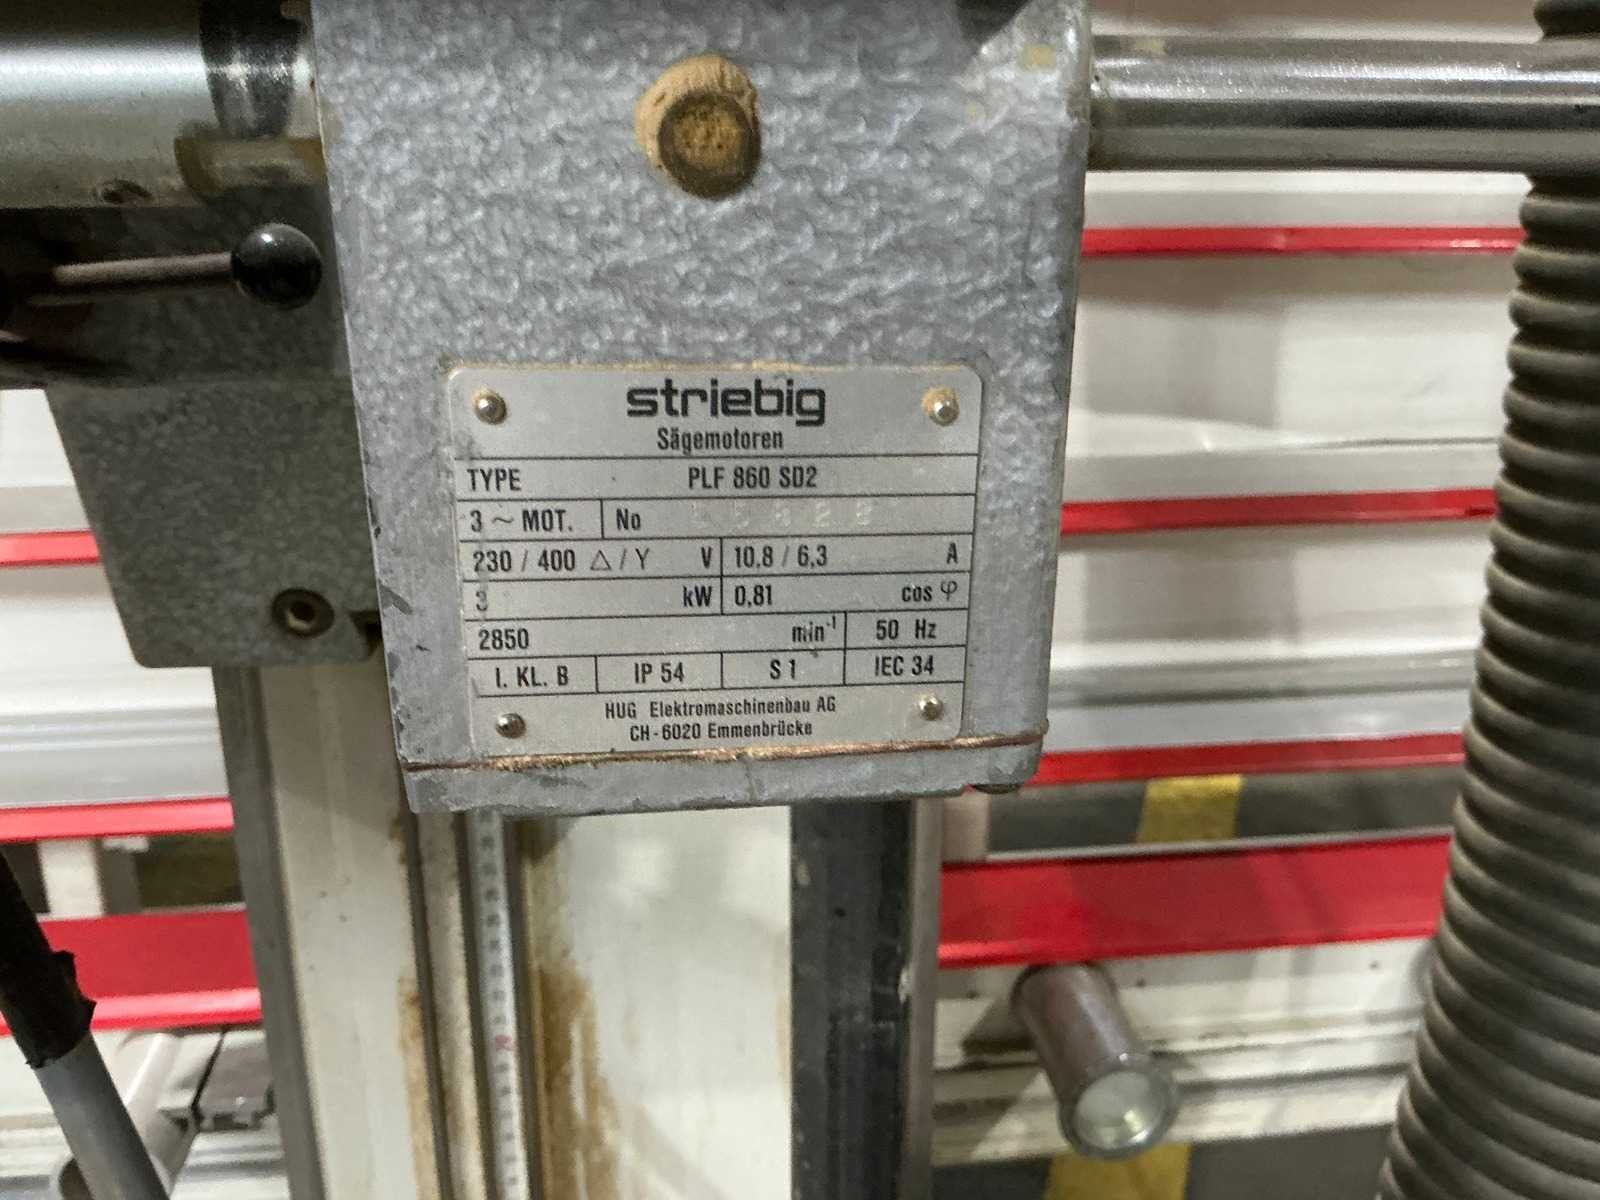 striebig
Sägemotoren
TYPE PLF 860 SD2
3 ~ MOT. No
230 / 400 △ / Y V 10,8 / 6,3 A
3 kW 0,81 cos φ
2850 min⁻¹ 50 Hz
I. KL. B IP 54 S 1 IEC 34
HUG Elektromaschinenbau AG
CH-6020 Emmenbrücke